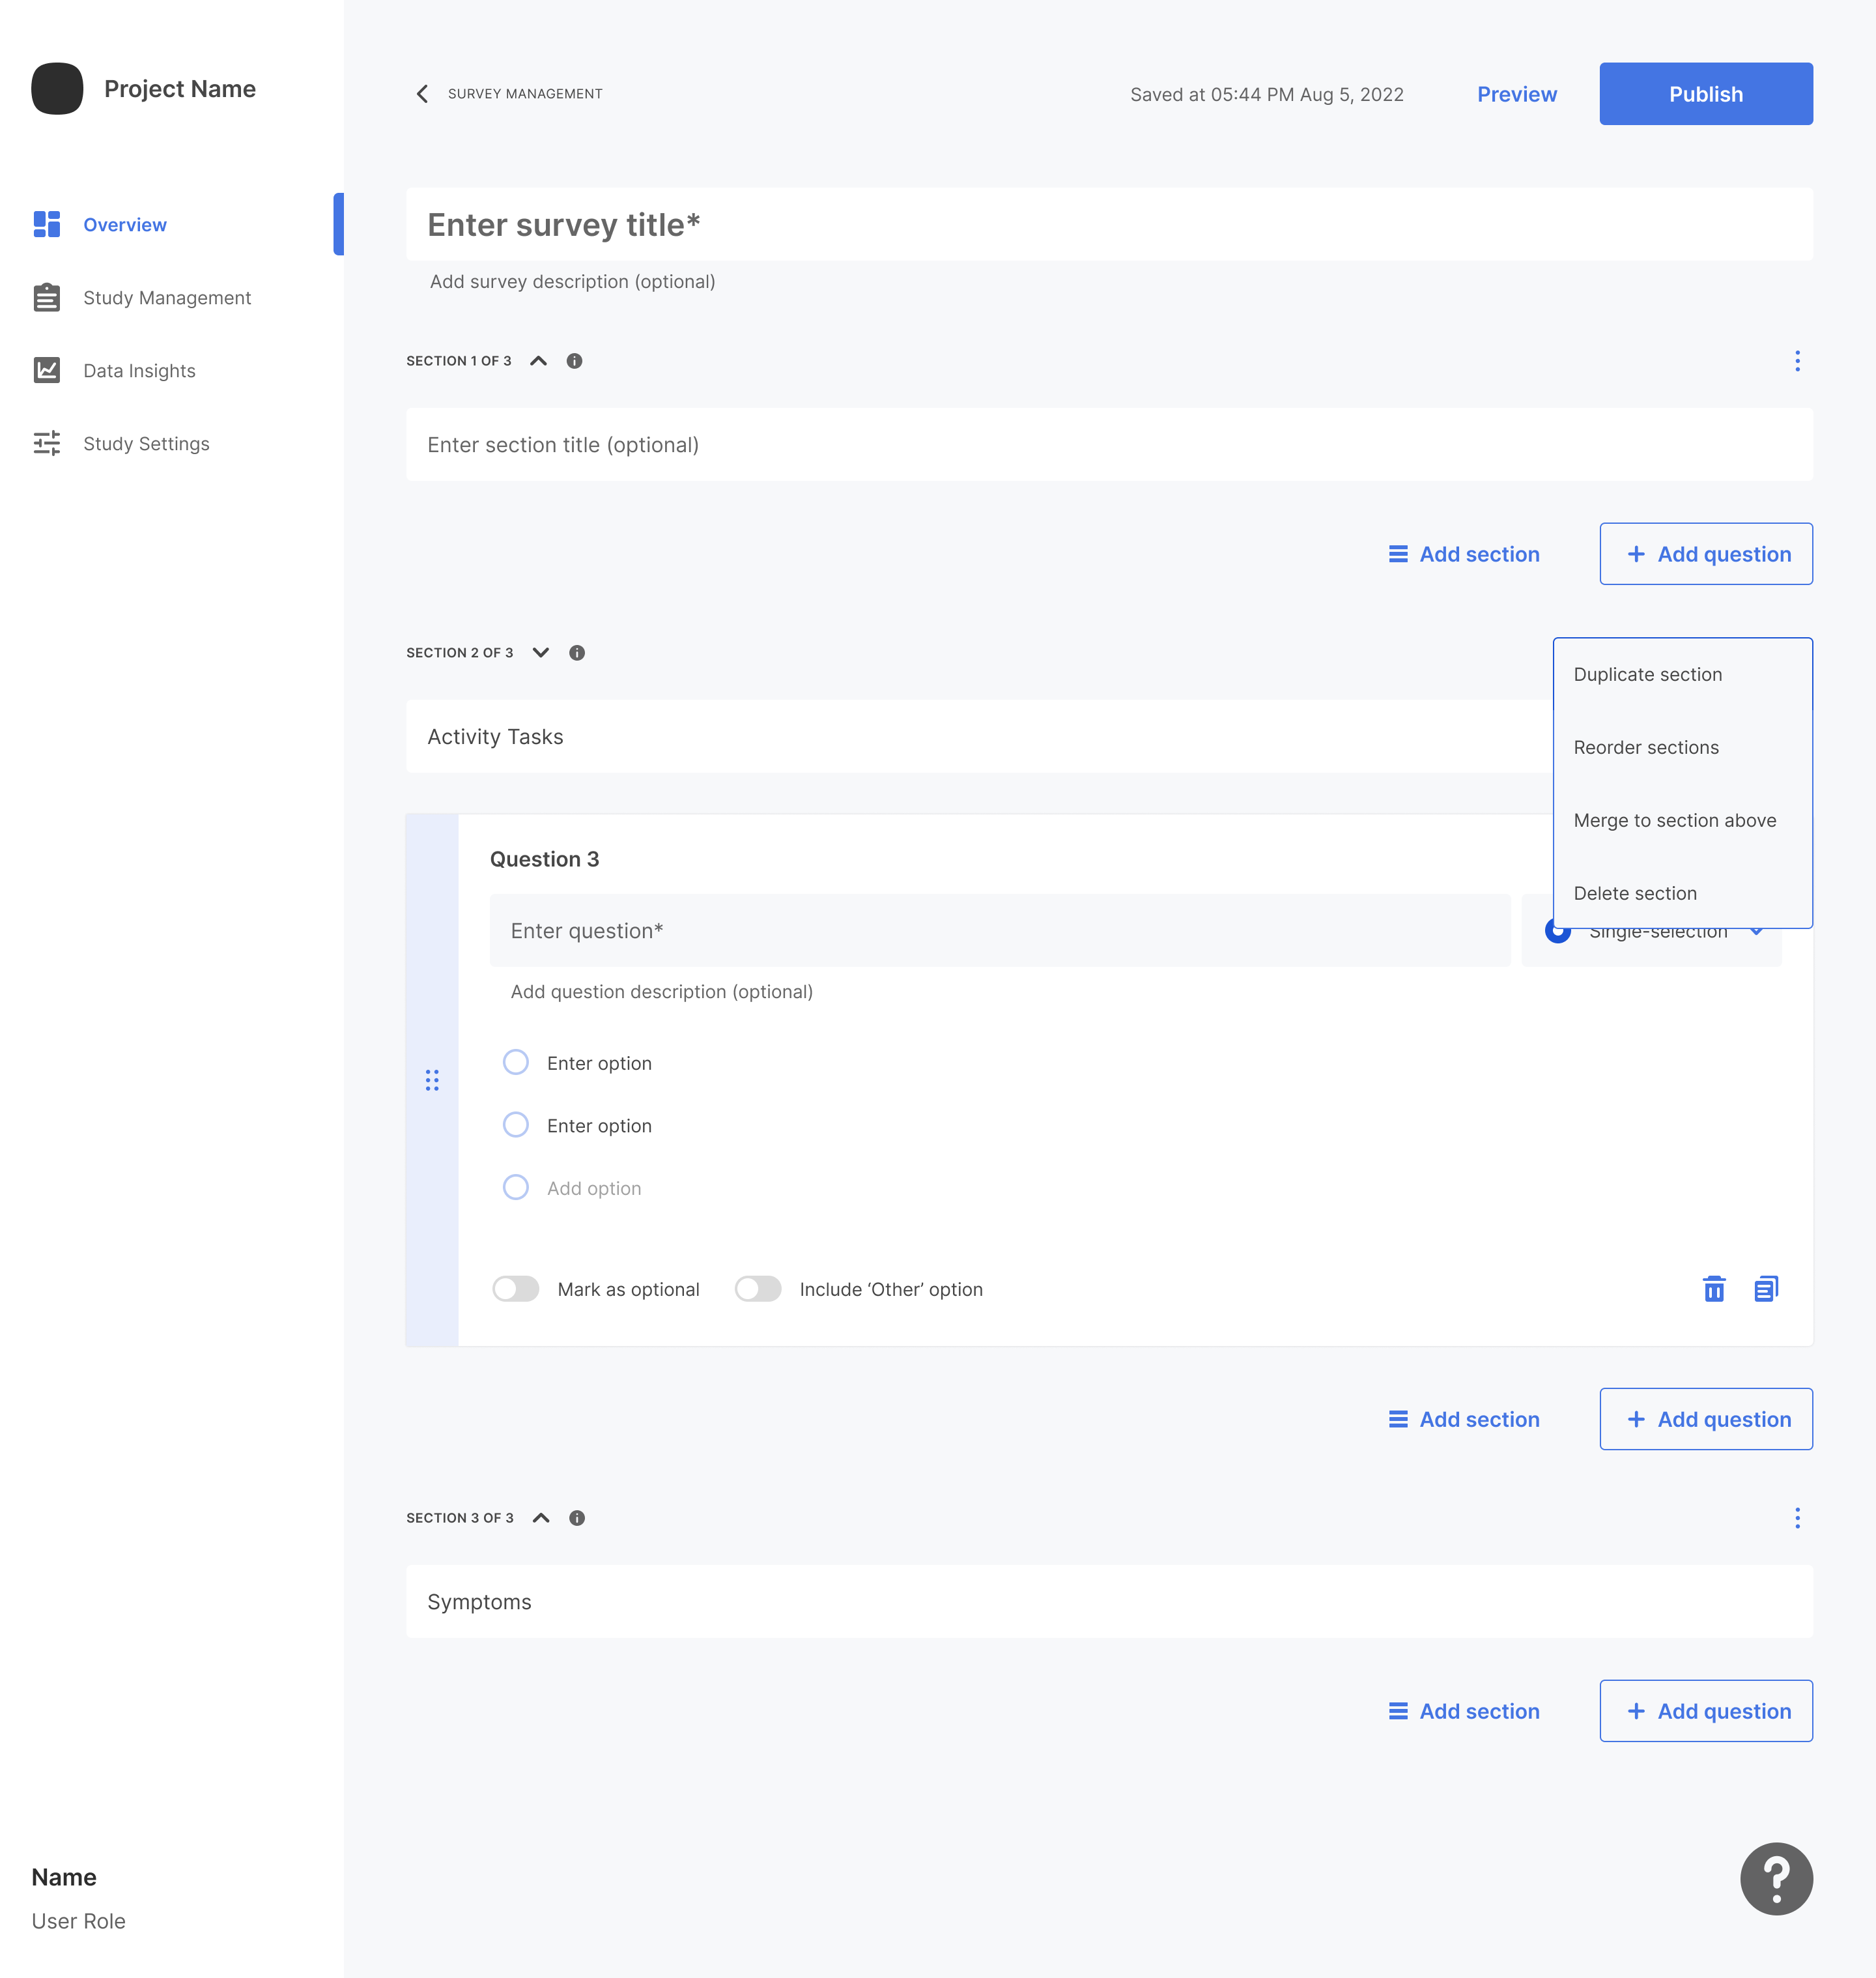 Project Name
Overview
Study Management
Data Insights
Study Settings
Name
User Role
SURVEY MANAGEMENT
Saved at 05:44 PM Aug 5, 2022
Preview
Publish
Enter survey title*
Add survey description (optional)
SECTION 1 OF 3
Enter section title (optional)
Add section
+ Add question
SECTION 2 OF 3
Duplicate section
Reorder sections
Merge to section above
Delete section
Activity Tasks
Question 3
Enter question*
Single-selection
Add question description (optional)
Enter option
Enter option
Add option
Mark as optional
Include ‘Other’ option
Add section
+ Add question
SECTION 3 OF 3
Symptoms
Add section
+ Add question
?